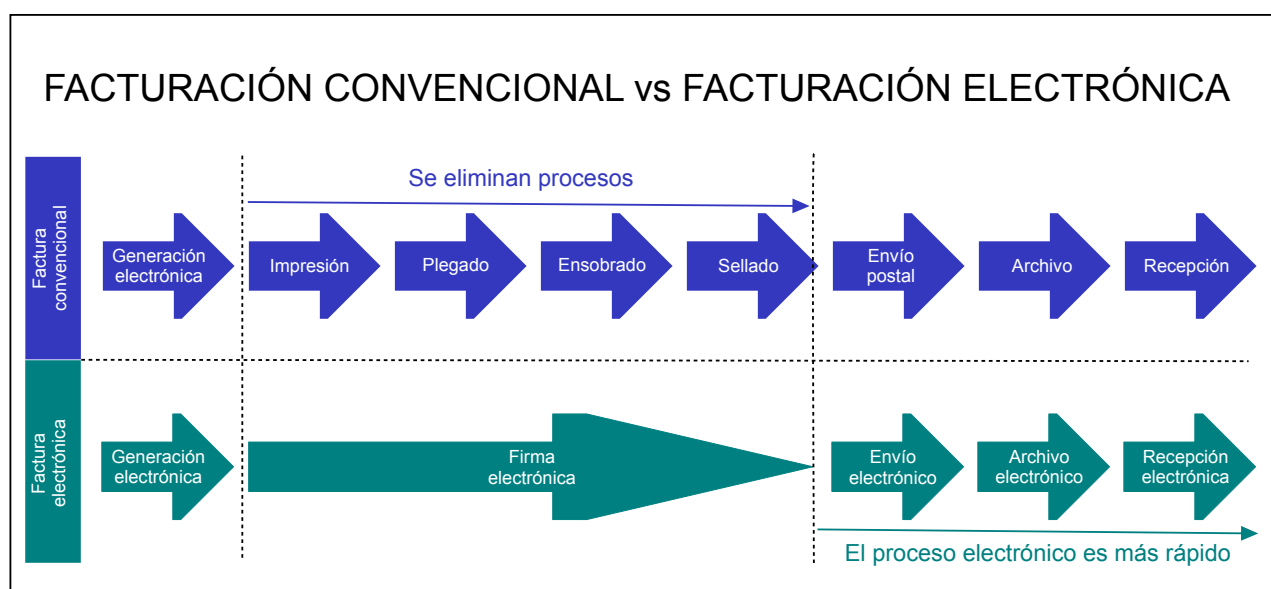 FACTURACIÓN CONVENCIONAL vs FACTURACIÓN ELECTRÓNICA
Factura
convencional
Se eliminan procesos
Generación
electrónica
Impresión
Plegado
Ensobrado
Sellado
Envío
postal
Archivo
Recepción
Factura
electrónica
Generación
electrónica
Firma
electrónica
Envío
electrónico
Archivo
electrónico
Recepción
electrónica
El proceso electrónico es más rápido